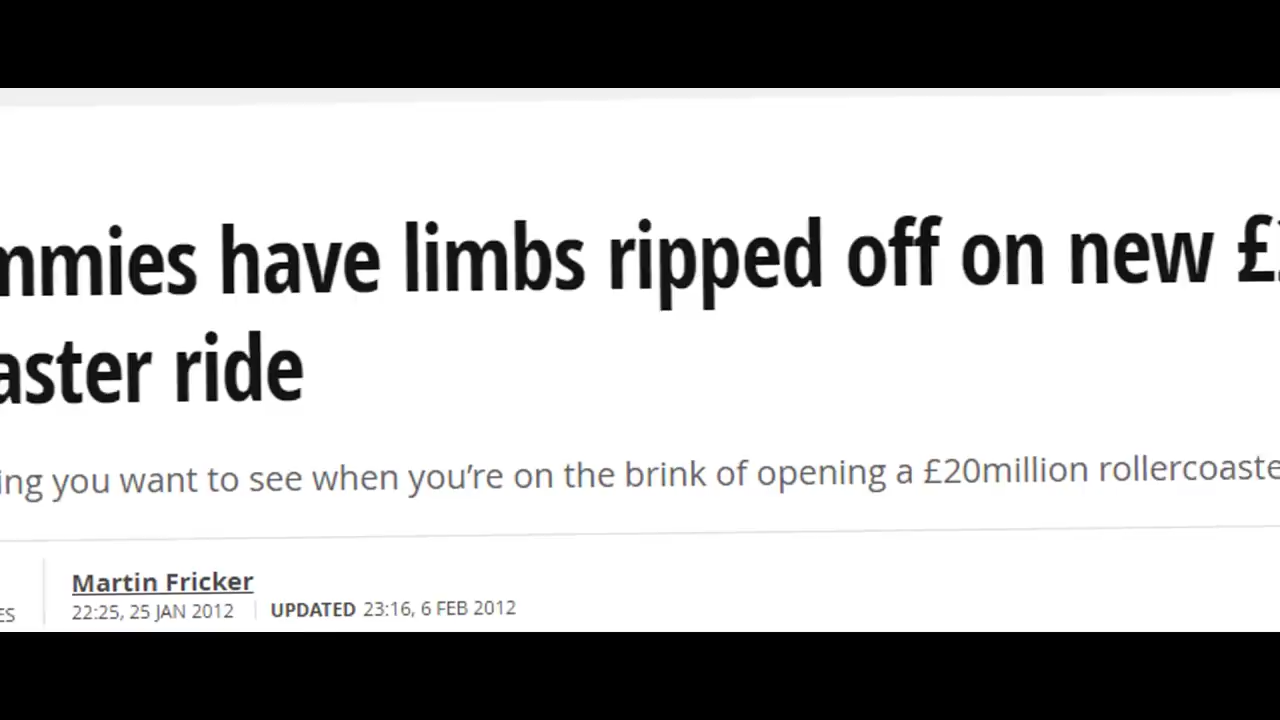 mmies have limbs ripped off on new £
aster ride
ing you want to see when you're on the brink of opening a £20million rollercoaste
Martin Fricker
ES 22:25, 25 JAN 2012 UPDATED 23:16, 6 FEB 2012